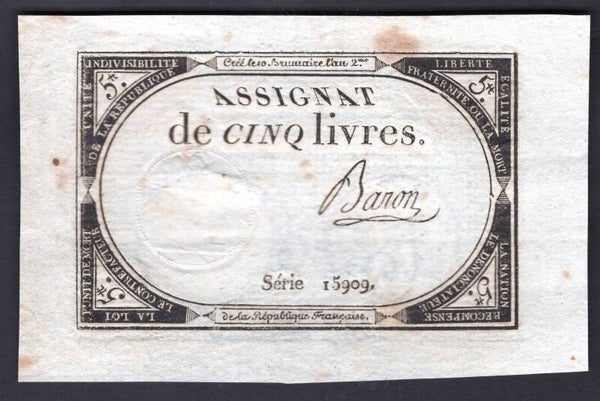 INDIVISIBILITÉ
Créé le 10 Brumaire l'an 2.me
LIBERTÉ
UNITÉ
5.*
DE LA RÉPUBLIQUE
FRATERNITÉ OU LA MORT
5.*
ÉGALITÉ
ASSIGNAT
de CINQ livres.
Baron
Série 15909.
PUNIT DE MORT
LE CONTREFACTEUR
5.*
LA LOI
de la République Française.
LA NATION
LE DÉNONCIATEUR
5.*
RÉCOMPENSE